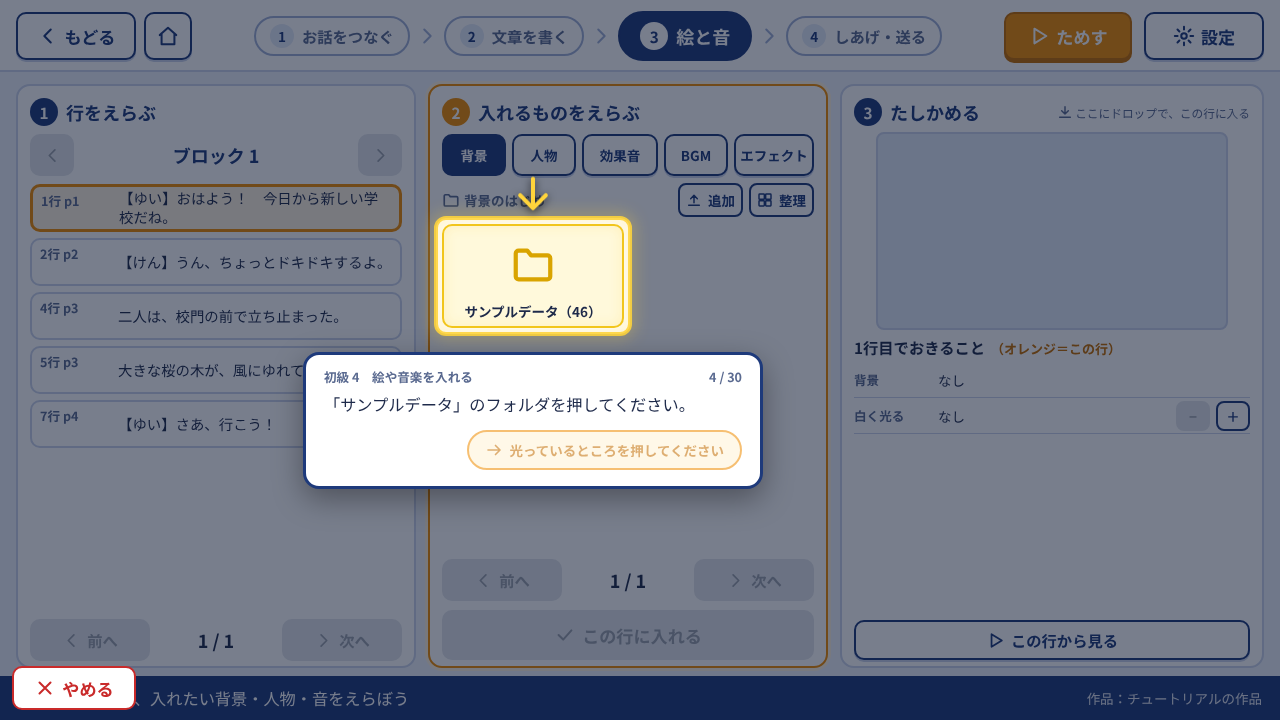 もどる
1 お話をつなぐ
2 文章を書く
3 絵と音
4 しあげ・送る
ためす
設定
1 行をえらぶ
ブロック 1
1行 p1 【ゆい】おはよう！　今日から新しい学
校だね。
2行 p2 【けん】うん、ちょっとドキドキするよ。
4行 p3 二人は、校門の前で立ち止まった。
5行 p3 大きな桜の木が、風にゆれて
7行 p4 【ゆい】さあ、行こう！
前へ
1 / 1
次へ
2 入れるものをえらぶ
背景
人物
効果音
BGM
エフェクト
背景のは
追加
整理
サンプルデータ（46）
初級 4　絵や音楽を入れる
4 / 30
「サンプルデータ」のフォルダを押してください。
光っているところを押してください
前へ
1 / 1
次へ
この行に入れる
3 たしかめる
ここにドロップで、この行に入る
1行目でおきること （オレンジ＝この行）
背景 なし
白く光る なし
この行から見る
やめる
、入れたい背景・人物・音をえらぼう
作品：チュートリアルの作品